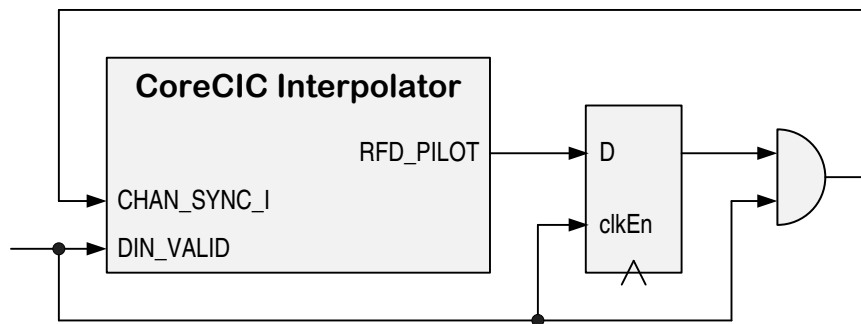 CoreCIC Interpolator
RFD_PILOT
D
CHAN_SYNC_I
clkEn
DIN_VALID